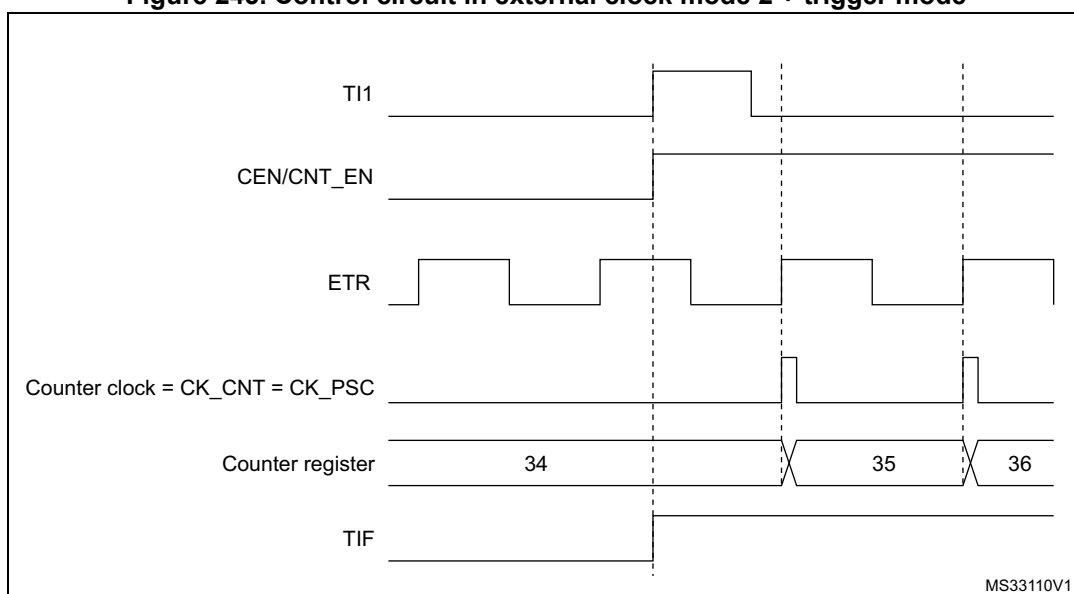 Figure Control circuit in external clock mode 2 + trigger mode
TI1
CEN/CNT_EN
ETR
Counter clock = CK_CNT = CK_PSC
Counter register 34 35 36
TIF
MS33110V1